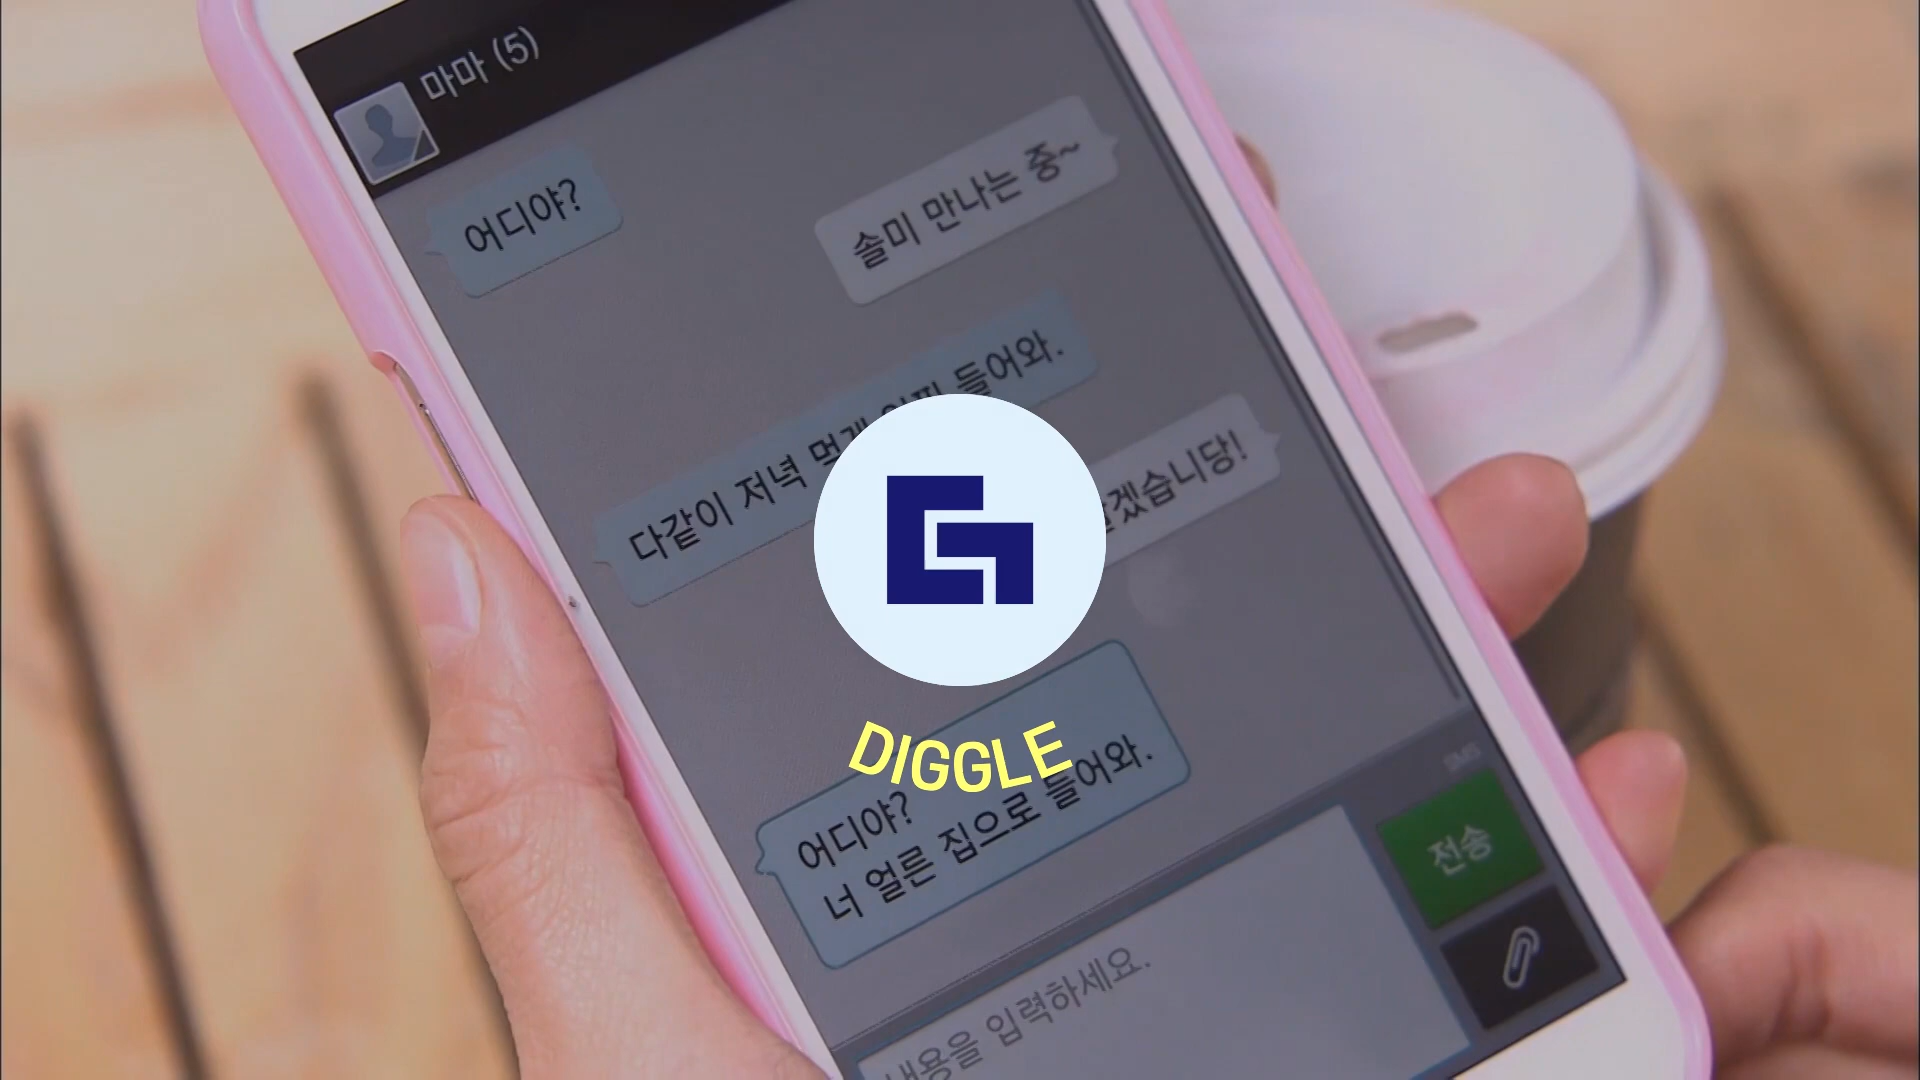 마마 (5)
어디야?
솔미 만나는 중~
다같이 저녁 먹게 들어와.
알겠습니당!
DIGGLE
어디야?
너 얼른 집으로 들어와.
SMS
전송
내용을 입력하세요.